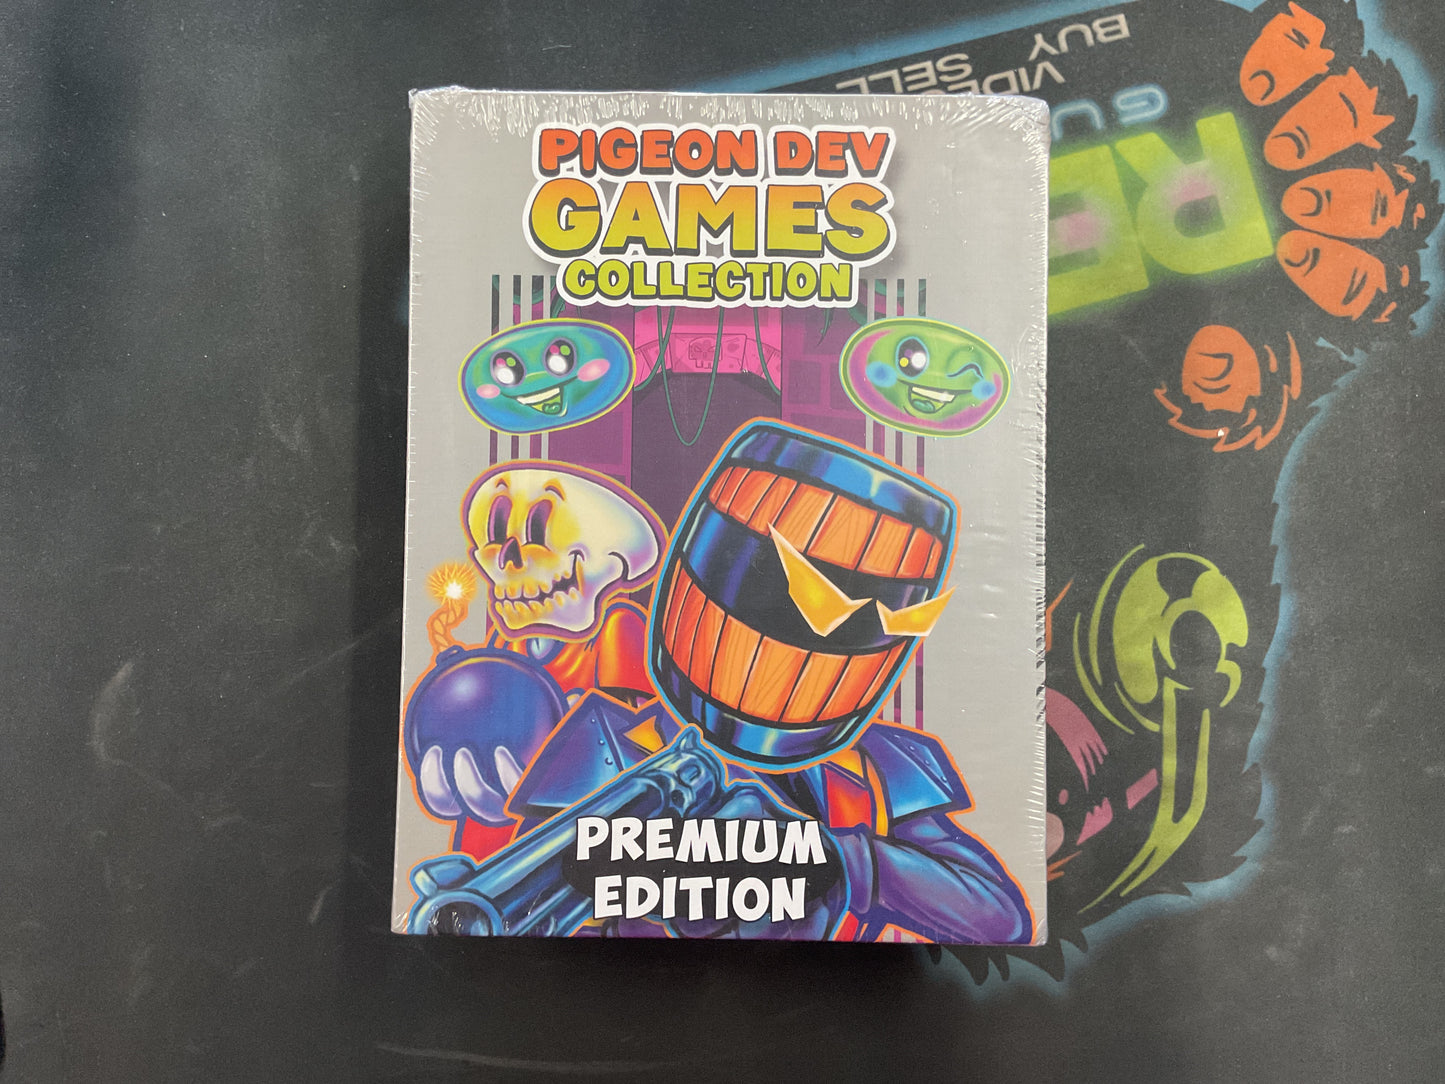 PIGEON DEV
GAMES
COLLECTION
PREMIUM
EDITION
BUY
SELL